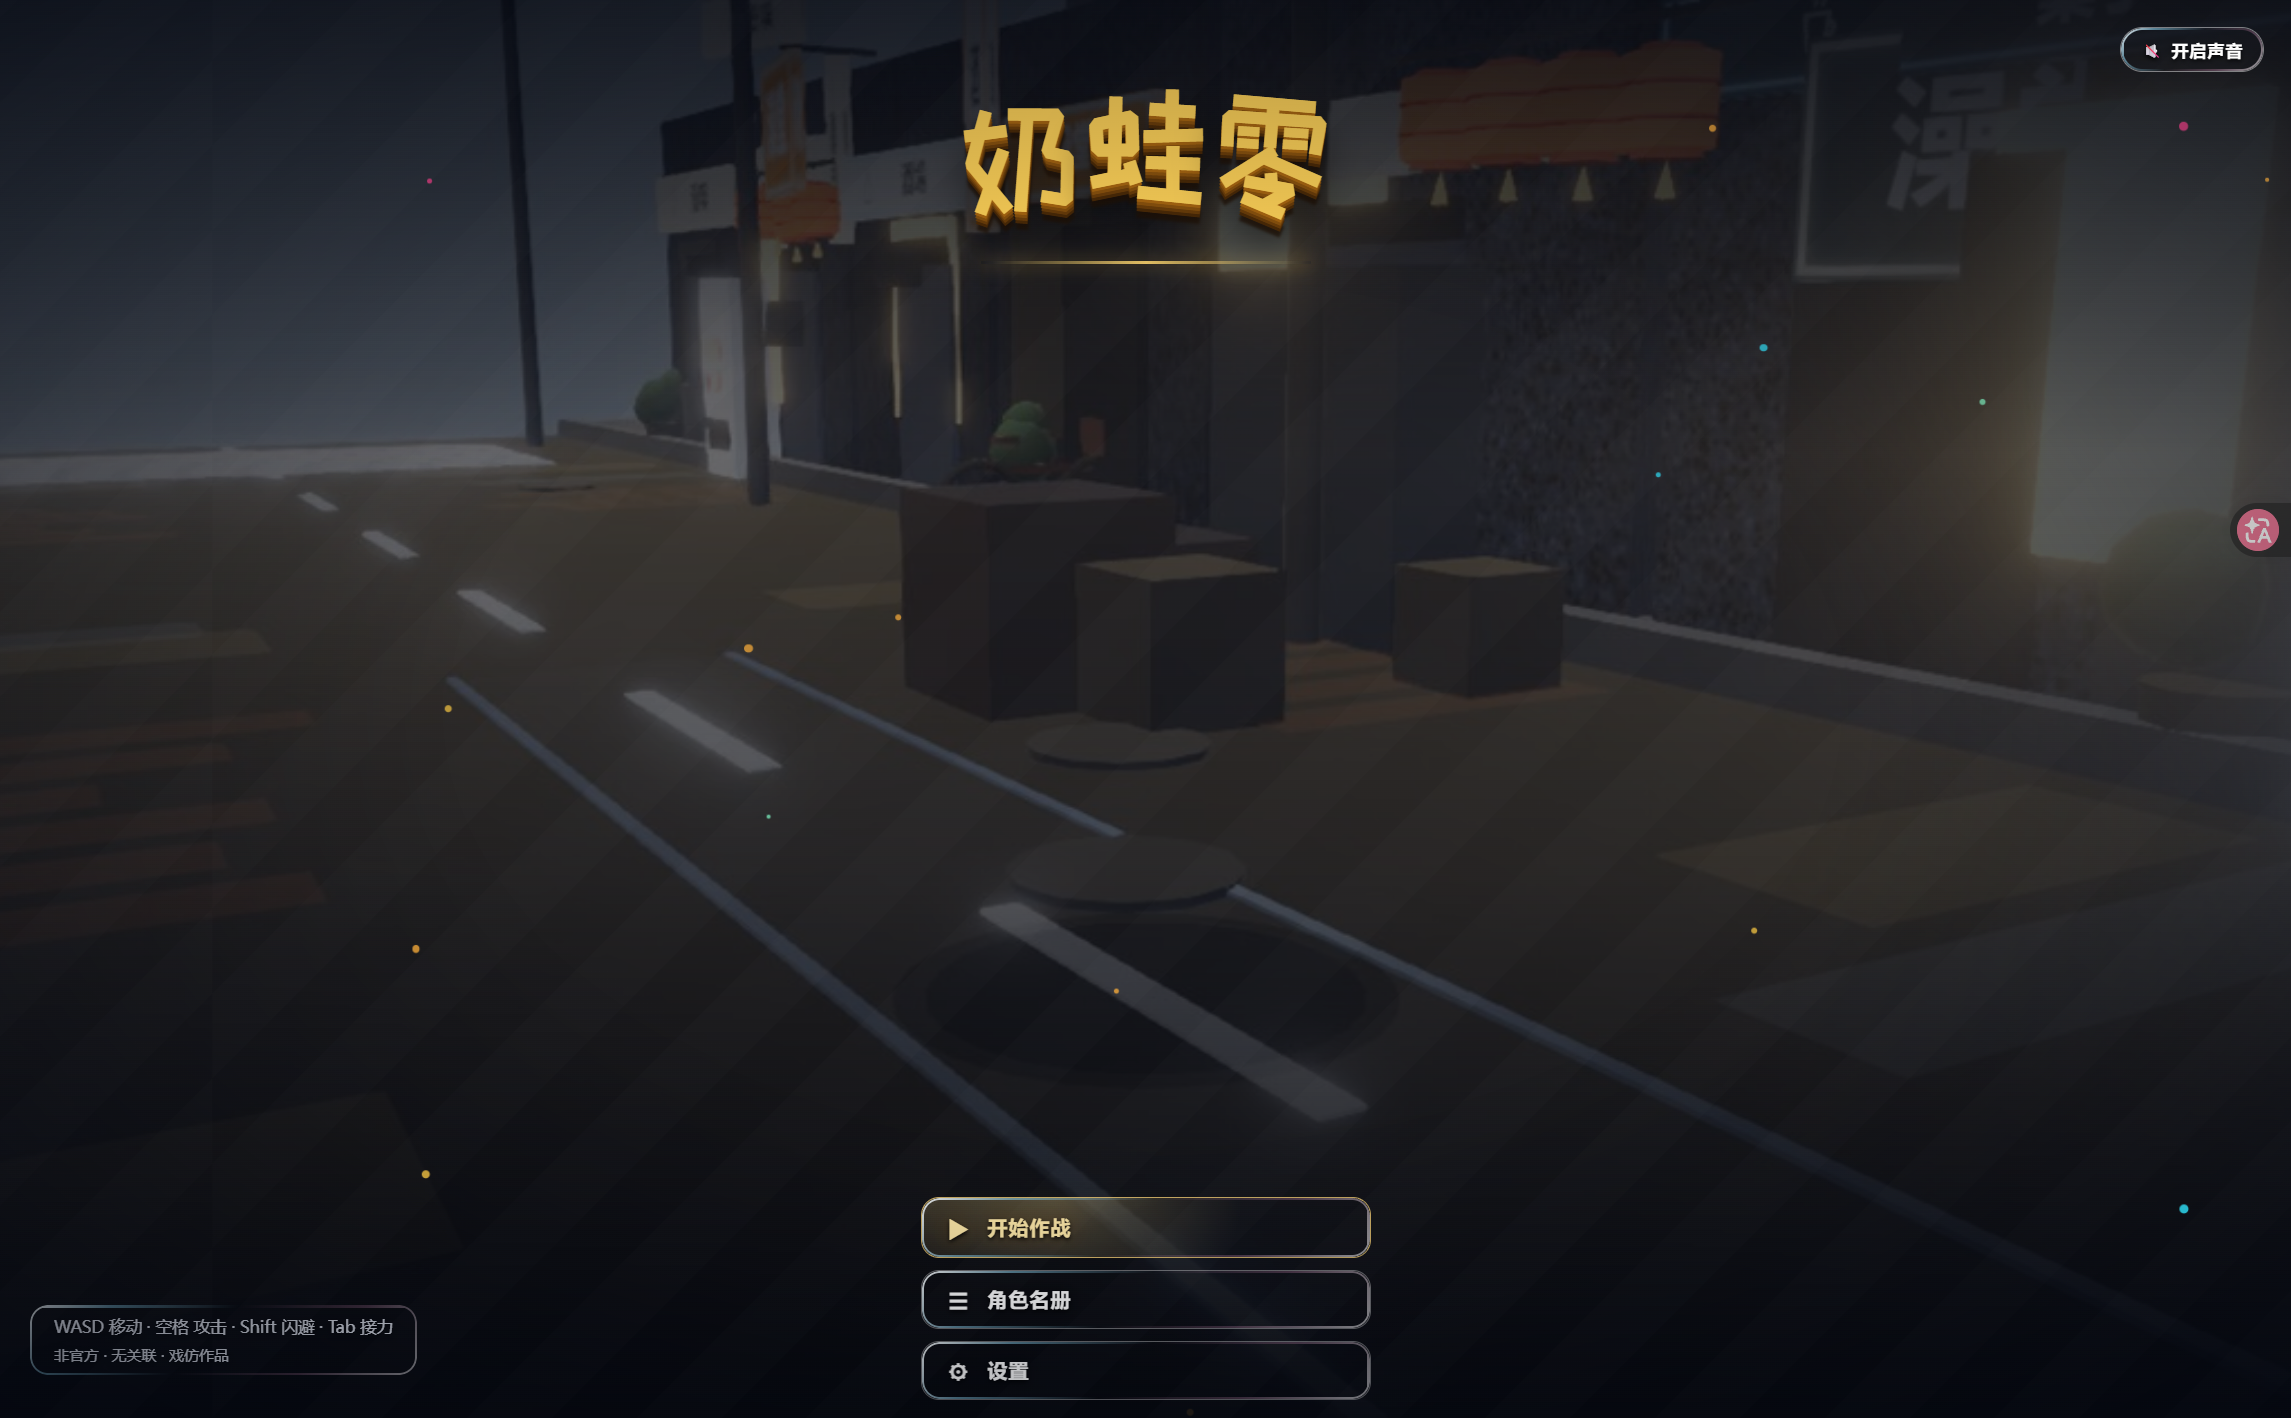 开启声音
奶蛙零
澡
开始作战
角色名册
设置
WASD 移动 · 空格 攻击 · Shift 闪避 · Tab 接力
非官方 · 无关联 · 戏仿作品